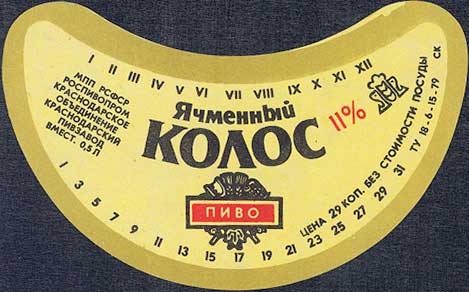 I II III IV V VI VII VIII IX X XI XII
МПП РСФСР
РОСПИВОПРОМ
КРАСНОДАРСКОЕ
ОБЪЕДИНЕНИЕ
КРАСНОДАРСКИЙ
ПИВЗАВОД
ВМЕСТ. 0,5 Л
Ячменный
КОЛОС
11%
ПИВО
ЦЕНА 29 КОП. БЕЗ СТОИМОСТИ ПОСУДЫ
ТУ 18-6-15-79 СК
1 3 5 7 9 11 13 15 17 19 21 23 25 27 29 31